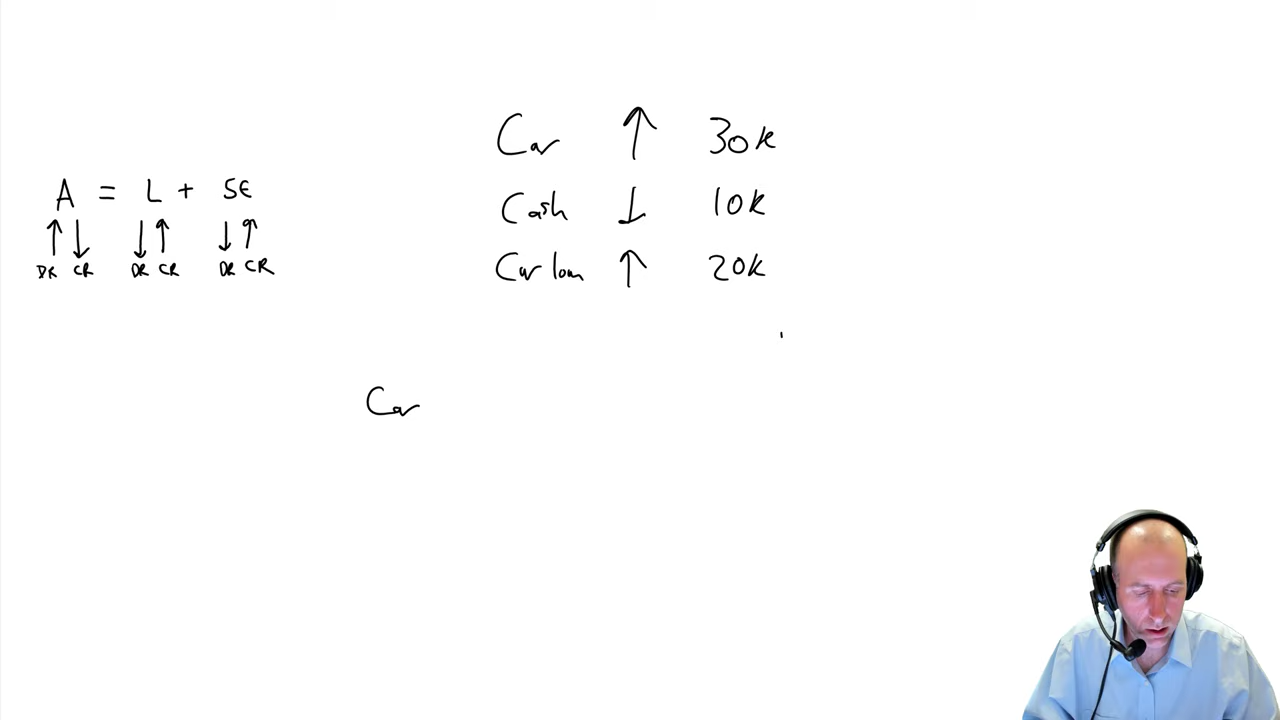 Car ↑ 30k
A = L + SE
Cash ↓ 10k
↑ ↓ ↓ ↑ ↓ ↑
DR CR DR CR DR CR
Car loan ↑ 20k
Car